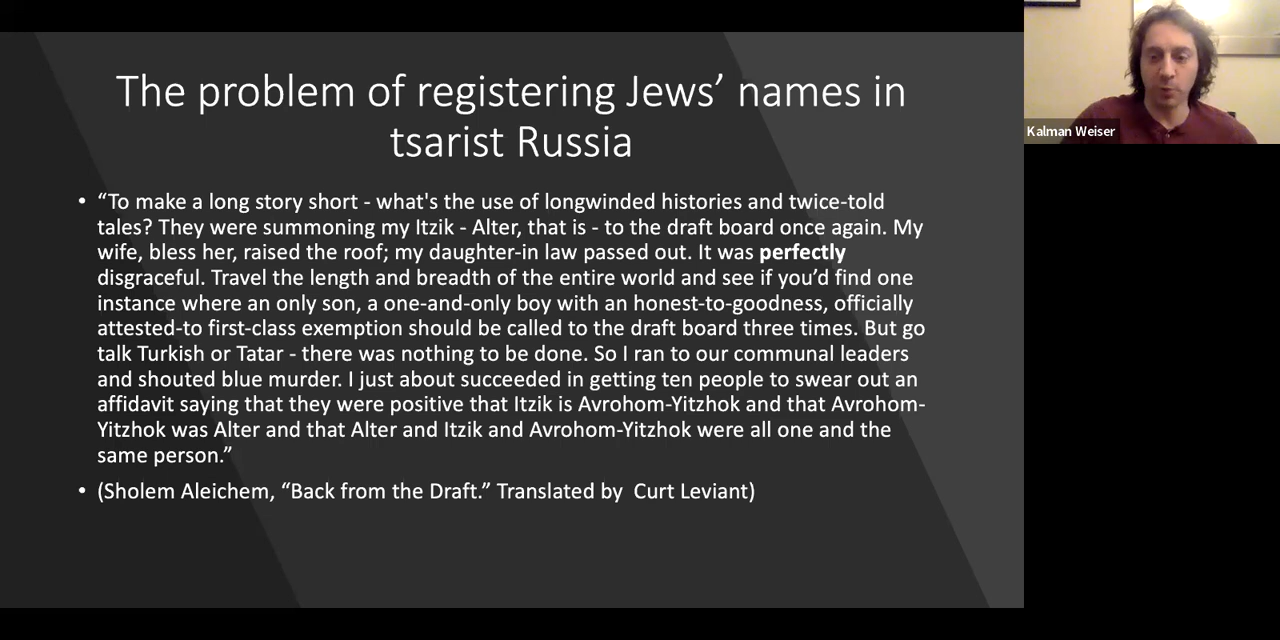 The problem of registering Jews’ names in
tsarist Russia
• “To make a long story short - what's the use of longwinded histories and twice-told
tales? They were summoning my Itzik - Alter, that is - to the draft board once again. My
wife, bless her, raised the roof; my daughter-in law passed out. It was perfectly
disgraceful. Travel the length and breadth of the entire world and see if you’d find one
instance where an only son, a one-and-only boy with an honest-to-goodness, officially
attested-to first-class exemption should be called to the draft board three times. But go
talk Turkish or Tatar - there was nothing to be done. So I ran to our communal leaders
and shouted blue murder. I just about succeeded in getting ten people to swear out an
affidavit saying that they were positive that Itzik is Avrohom-Yitzhok and that Avrohom-
Yitzhok was Alter and that Alter and Itzik and Avrohom-Yitzhok were all one and the
same person.”
• (Sholem Aleichem, “Back from the Draft.” Translated by Curt Leviant)
Kalman Weiser